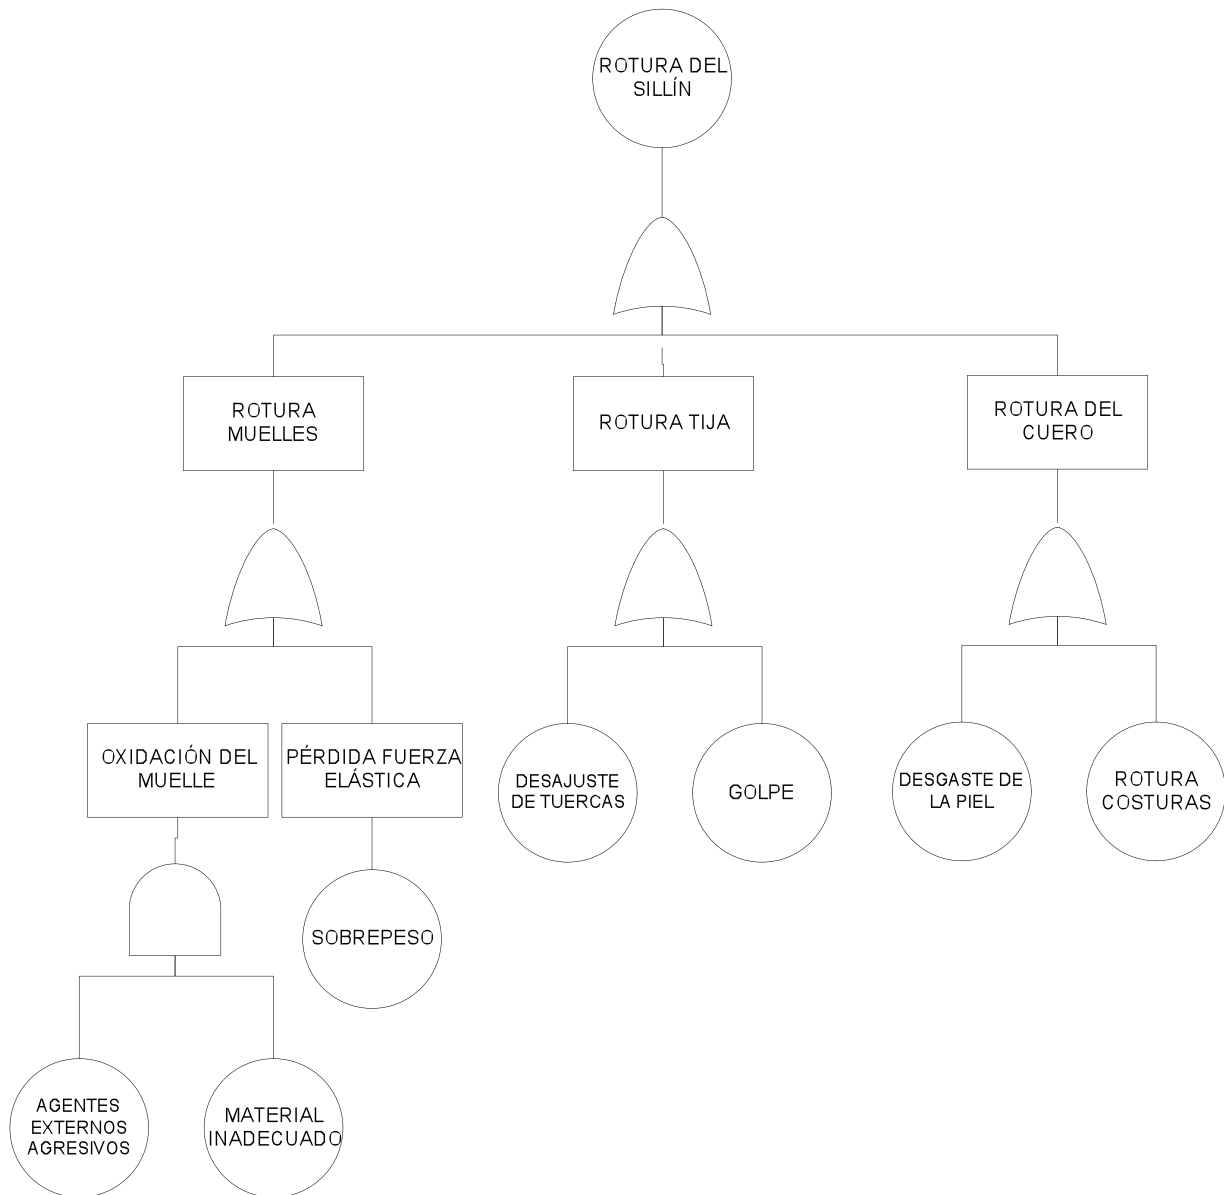 ROTURA DEL
SILLÍN
ROTURA
MUELLES
ROTURA TIJA
ROTURA DEL
CUERO
OXIDACIÓN DEL
MUELLE
PÉRDIDA FUERZA
ELÁSTICA
DESAJUSTE
DE TUERCAS
GOLPE
DESGASTE DE
LA PIEL
ROTURA
COSTURAS
SOBREPESO
AGENTES
EXTERNOS
AGRESIVOS
MATERIAL
INADECUADO